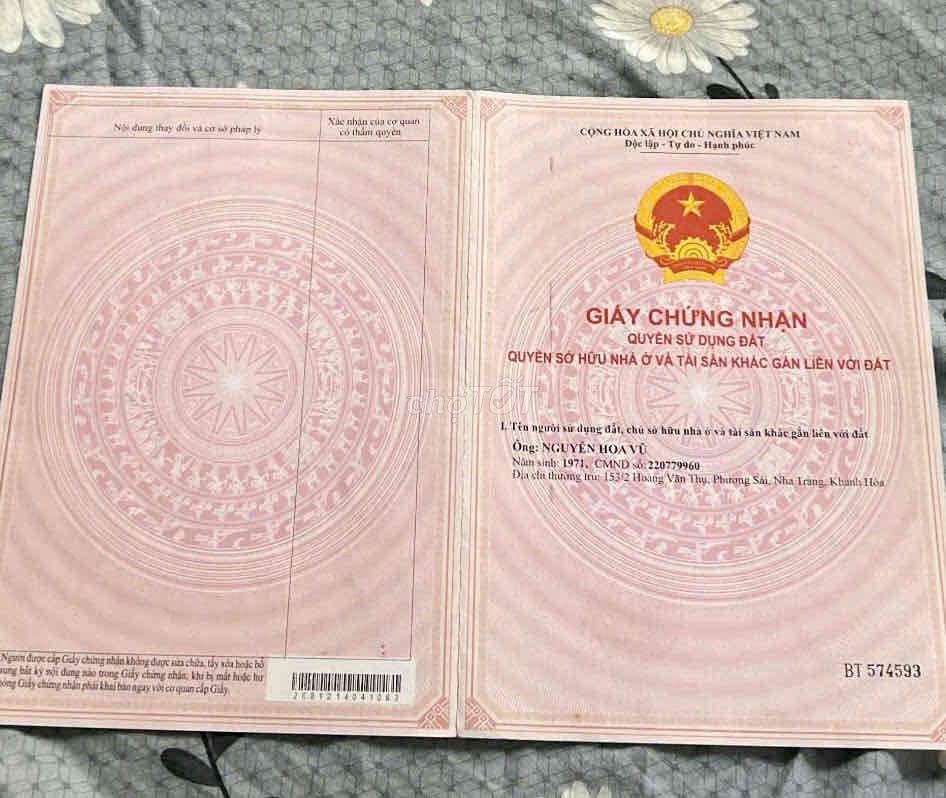 Nội dung thay đổi và cơ sở pháp lý
Xác nhận của cơ quan
có thẩm quyền
Người được cấp Giấy chứng nhận không được sửa chữa, tẩy xóa hoặc bổ
sung bất kỳ nội dung nào trong Giấy chứng nhận; khi bị mất hoặc hư
hỏng Giấy chứng nhận phải khai báo ngay với cơ quan cấp Giấy.
CỘNG HÒA XÃ HỘI CHỦ NGHĨA VIỆT NAM
Độc lập - Tự do - Hạnh phúc
GIẤY CHỨNG NHẬN
QUYỀN SỬ DỤNG ĐẤT
QUYỀN SỞ HỮU NHÀ Ở VÀ TÀI SẢN KHÁC GẮN LIỀN VỚI ĐẤT
chợTỐT
I. Tên người sử dụng đất, chủ sở hữu nhà ở và tài sản khác gắn liền với đất
Ông: NGUYỄN HOA VŨ
Năm sinh: 1971, CMND số: 220779960
Địa chỉ thường trú: 153/2 Hoàng Văn Thụ, Phương Sài, Nha Trang, Khánh Hòa
BT 574593